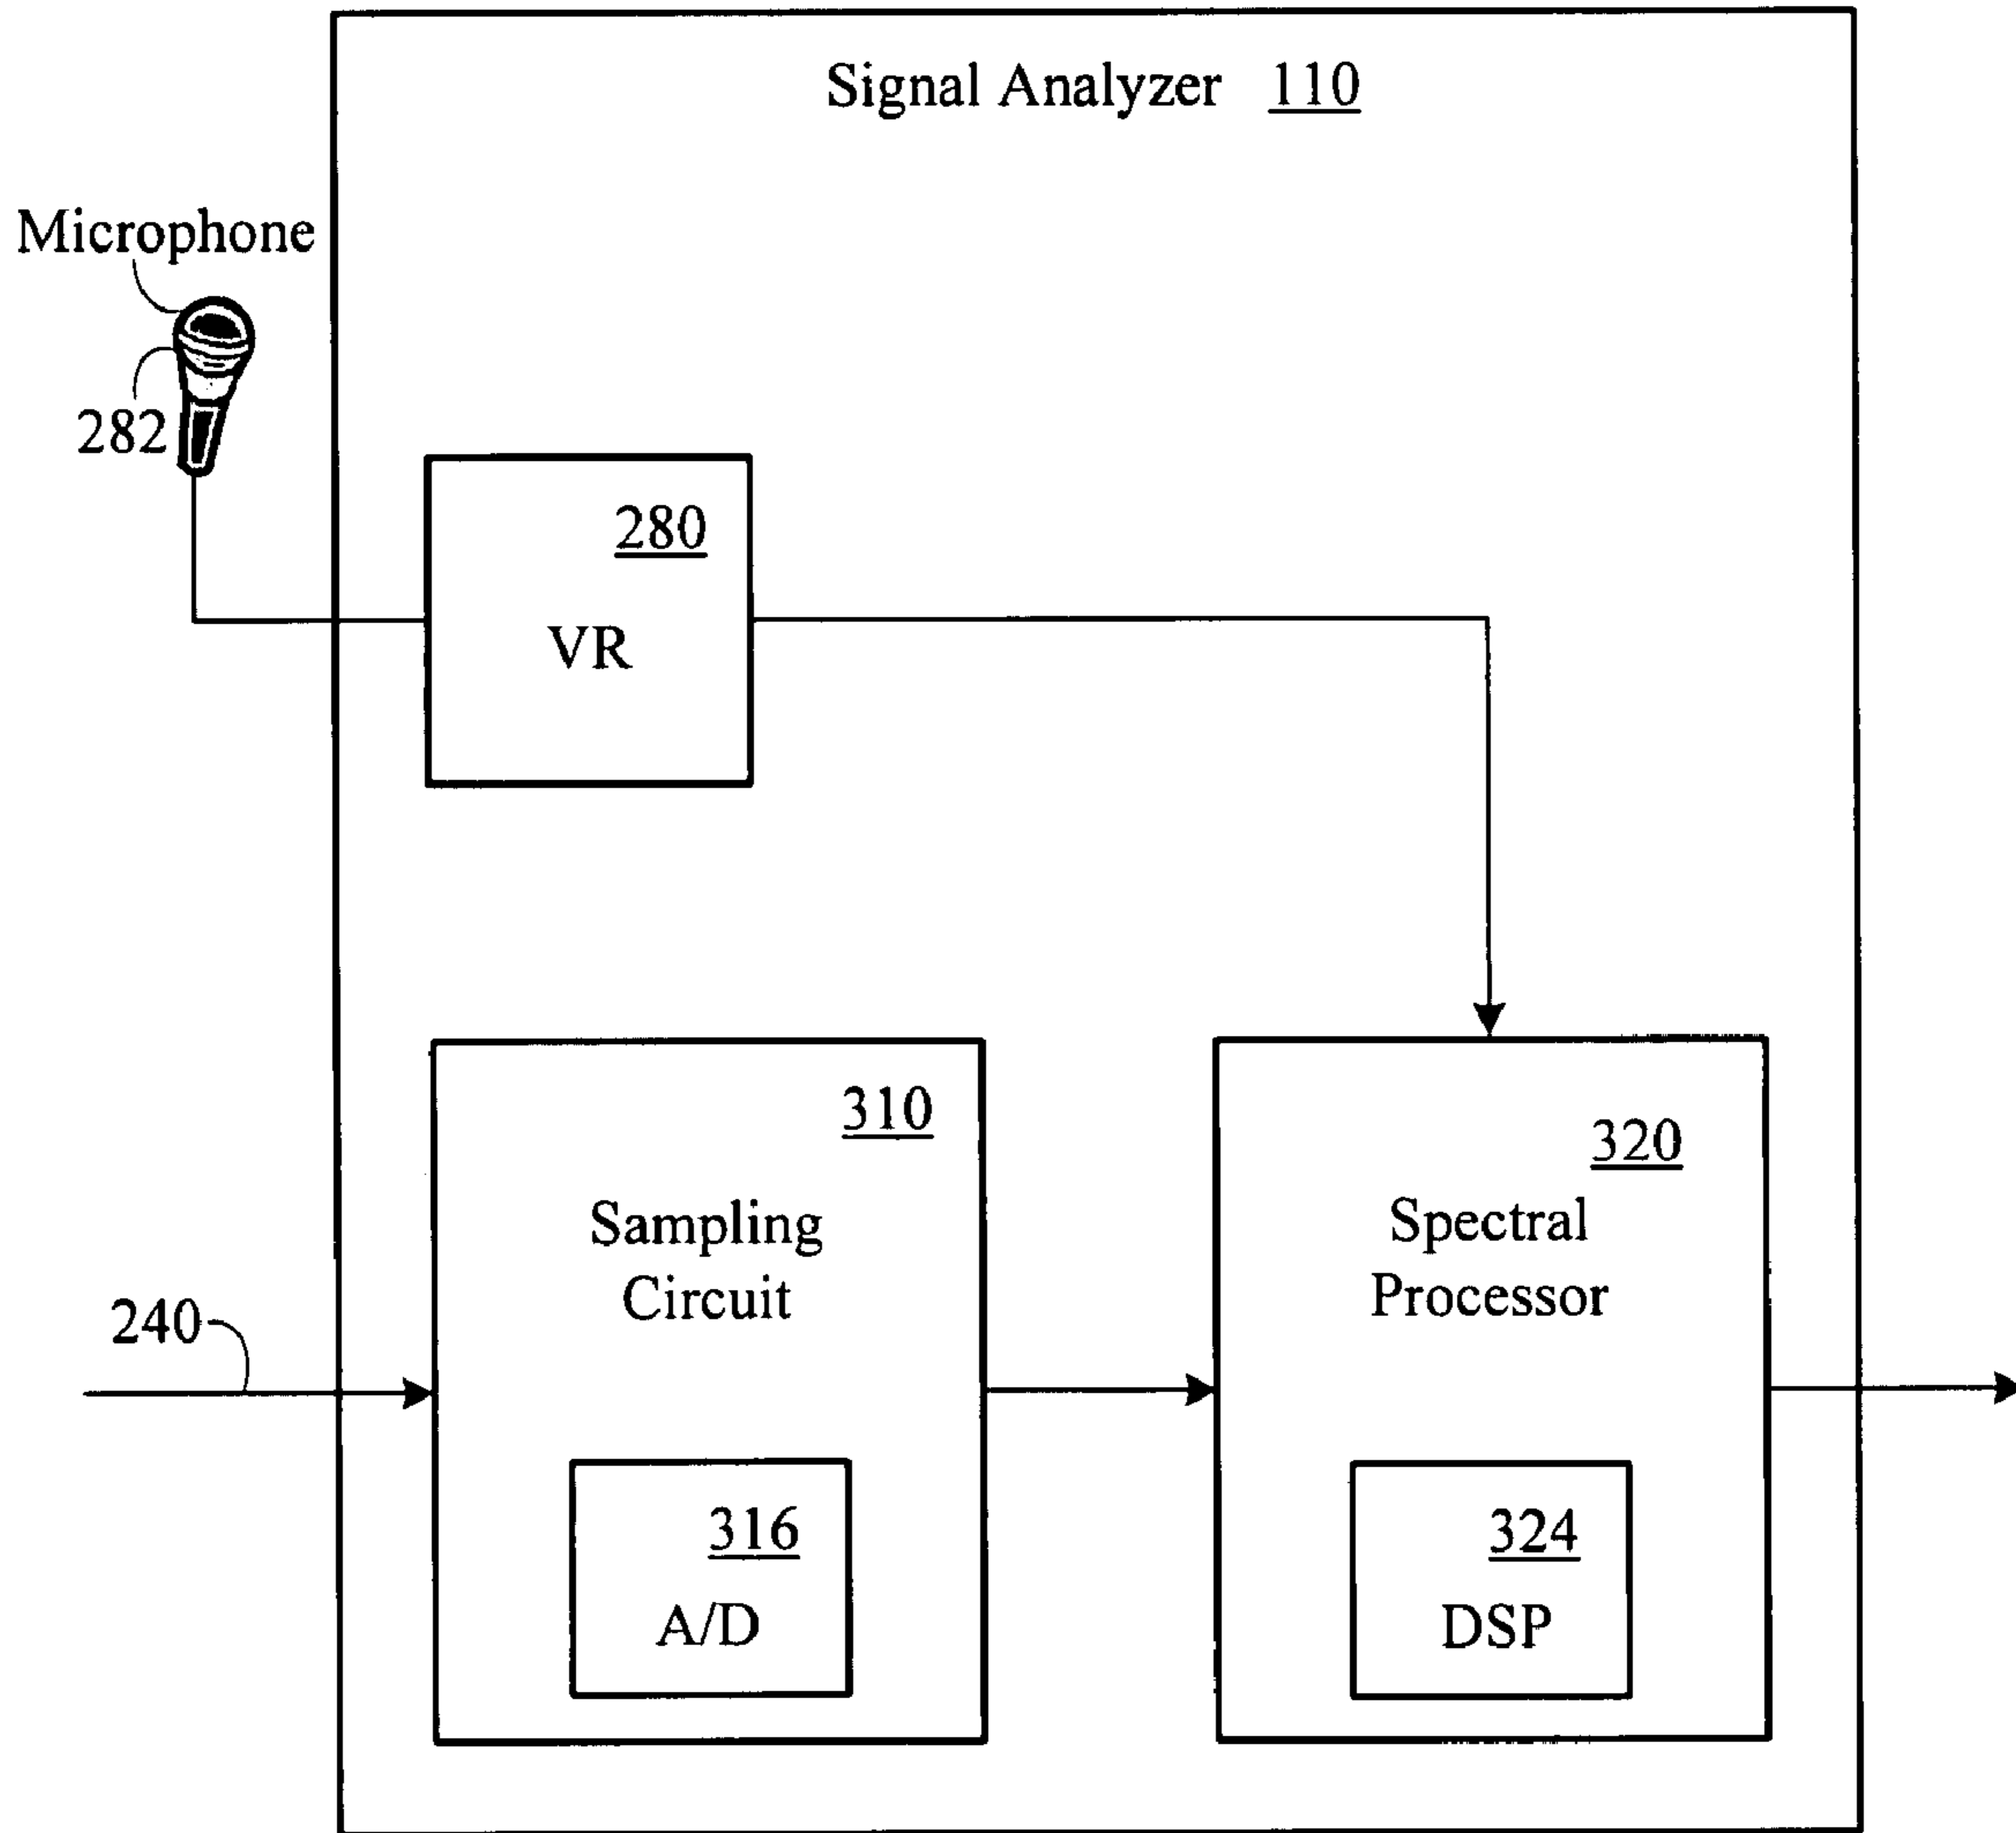 Signal Analyzer 110
Microphone
282
280
VR
310
Sampling
Circuit
320
Spectral
Processor
240
316
A/D
324
DSP